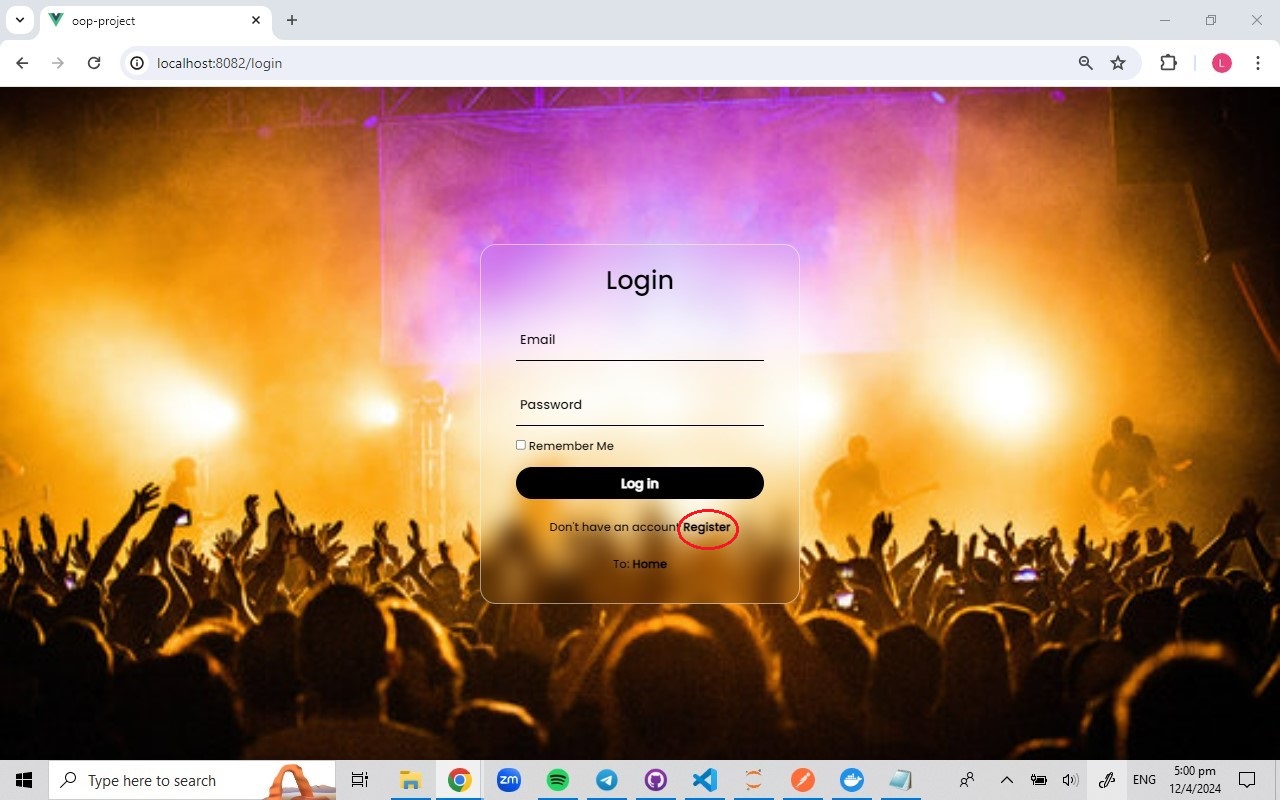 oop-project
localhost:8082/login
L
Login
Email
Password
Remember Me
Log in
Don't have an account Register
To: Home
Type here to search
zm
ENG
5:00 pm
12/4/2024